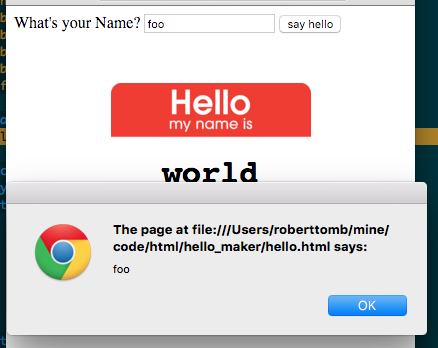 What's your Name? foo say hello
Hello
my name is
world
The page at file:///Users/roberttomb/mine/
code/html/hello_maker/hello.html says:
foo
OK